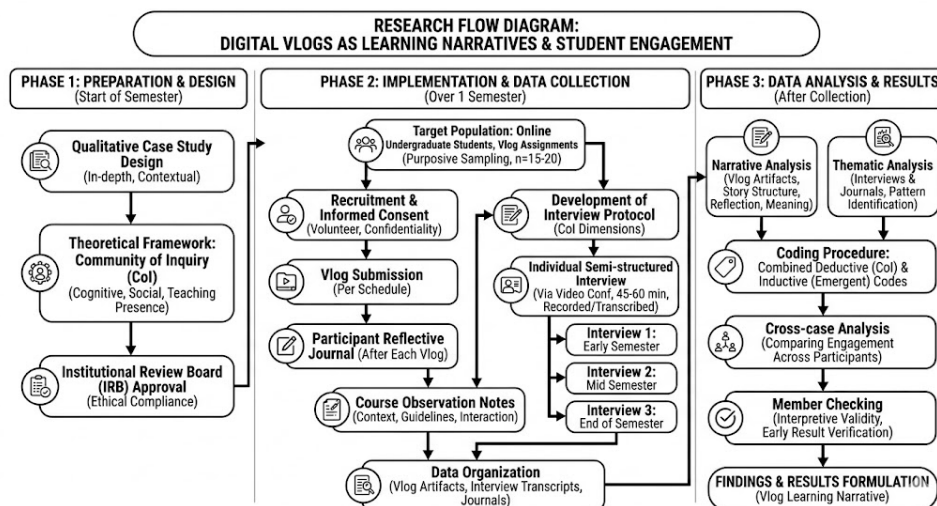 RESEARCH FLOW DIAGRAM:
DIGITAL VLOGS AS LEARNING NARRATIVES & STUDENT ENGAGEMENT
PHASE 1: PREPARATION & DESIGN
(Start of Semester)
Qualitative Case Study
Design
(In-depth, Contextual)
Theoretical Framework:
Community of Inquiry
(CoI)
(Cognitive, Social, Teaching
Presence)
Institutional Review Board
(IRB) Approval
(Ethical Compliance)
PHASE 2: IMPLEMENTATION & DATA COLLECTION
(Over 1 Semester)
Target Population: Online
Undergraduate Students, Vlog Assignments
(Purposive Sampling, n=15-20)
Recruitment
& Informed Consent
(Volunteer, Confidentiality)
Vlog Submission
(Per Schedule)
Participant Reflective
Journal (After Each Vlog)
Course Observation Notes
(Context, Guidelines, Interaction)
Development of
Interview Protocol
(CoI Dimensions)
Individual Semi-structured
Interview
(Via Video Conf, 45-60 min,
Recorded/Transcribed)
Interview 1:
Early Semester
Interview 2:
Mid Semester
Interview 3:
End of Semester
Data Organization
(Vlog Artifacts, Interview Transcripts,
Journals)
PHASE 3: DATA ANALYSIS & RESULTS
(After Collection)
Narrative Analysis
(Vlog Artifacts,
Story Structure,
Reflection, Meaning)
Thematic Analysis
(Interviews &
Journals, Pattern
Identification)
Coding Procedure:
Combined Deductive (CoI) &
Inductive (Emergent) Codes
Cross-case Analysis
(Comparing Engagement
Across Participants)
Member Checking
(Interpretive Validity,
Early Result Verification)
FINDINGS & RESULTS FORMULATION
(Vlog Learning Narrative)